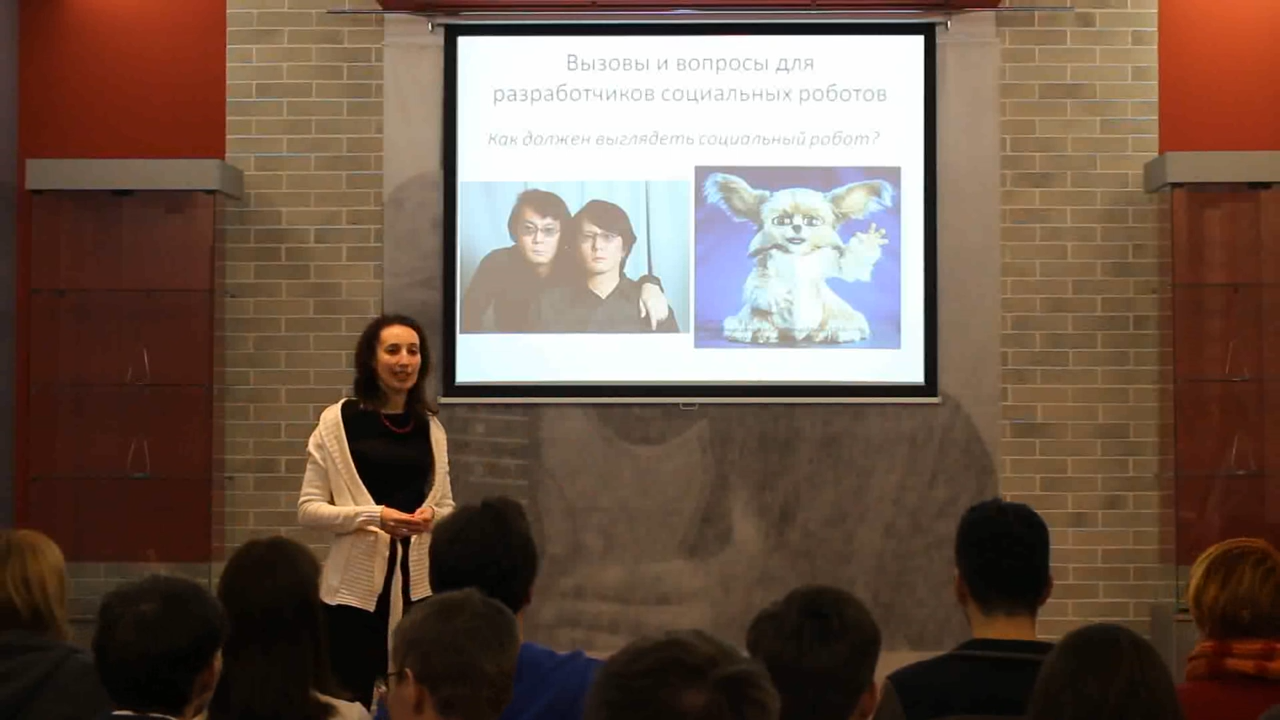 Вызовы и вопросы для
разработчиков социальных роботов
Как должен выглядеть социальный робот?